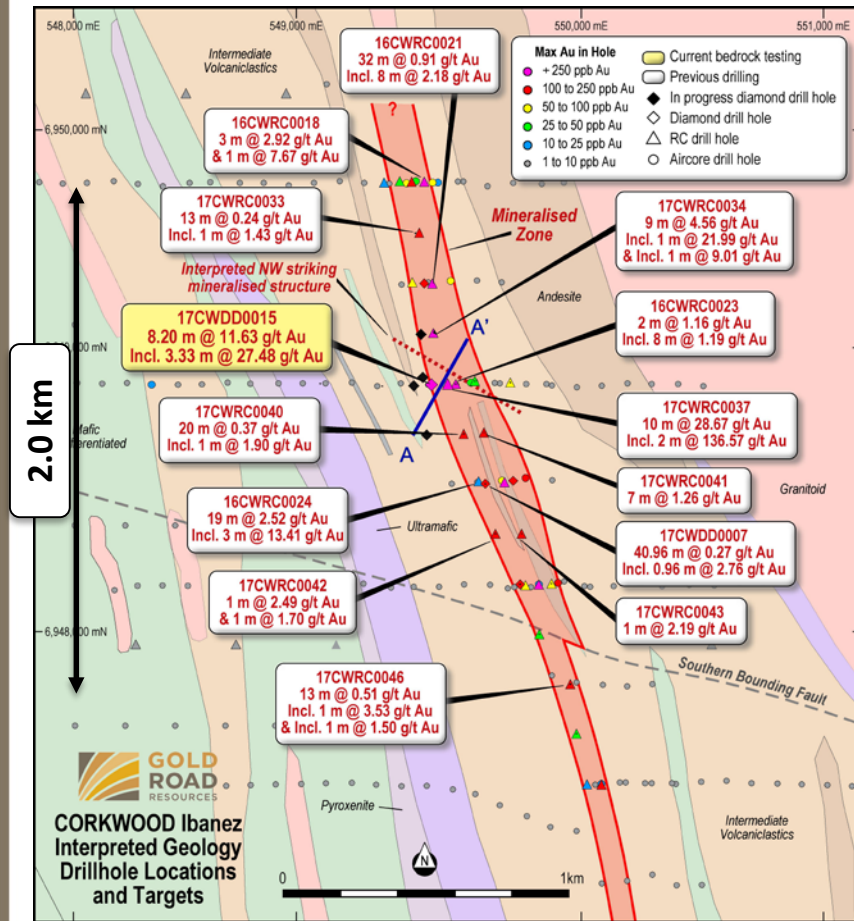 548,000 mE
549,000 mE
550,000 mE
551,000 mE
Intermediate
Volcaniclastics
16CWRC0021
32 m @ 0.91 g/t Au
Incl. 8 m @ 2.18 g/t Au
Max Au in Hole
+ 250 ppb Au
100 to 250 ppb Au
50 to 100 ppb Au
25 to 50 ppb Au
10 to 25 ppb Au
1 to 10 ppb Au
Current bedrock testing
Previous drilling
In progress diamond drill hole
Diamond drill hole
RC drill hole
Aircore drill hole
?
6,950,000 mN
16CWRC0018
3 m @ 2.92 g/t Au
& 1 m @ 7.67 g/t Au
17CWRC0033
13 m @ 0.24 g/t Au
Incl. 1 m @ 1.43 g/t Au
Mineralised
Zone
17CWRC0034
9 m @ 4.56 g/t Au
Incl. 1 m @ 21.99 g/t Au
& Incl. 1 m @ 9.01 g/t Au
Interpreted NW striking
mineralised structure
Andesite
17CWDD0015
8.20 m @ 11.63 g/t Au
Incl. 3.33 m @ 27.48 g/t Au
A'
16CWRC0023
2 m @ 1.16 g/t Au
Incl. 8 m @ 1.19 g/t Au
2.0 km
17CWRC0040
20 m @ 0.37 g/t Au
Incl. 1 m @ 1.90 g/t Au
A
17CWRC0037
10 m @ 28.67 g/t Au
Incl. 2 m @ 136.57 g/t Au
17CWRC0041
7 m @ 1.26 g/t Au
Granitoid
16CWRC0024
19 m @ 2.52 g/t Au
Incl. 3 m @ 13.41 g/t Au
Ultramafic
17CWDD0007
40.96 m @ 0.27 g/t Au
Incl. 0.96 m @ 2.76 g/t Au
17CWRC0042
1 m @ 2.49 g/t Au
& 1 m @ 1.70 g/t Au
17CWRC0043
1 m @ 2.19 g/t Au
Southern Bounding Fault
17CWRC0046
13 m @ 0.51 g/t Au
Incl. 1 m @ 3.53 g/t Au
& Incl. 1 m @ 1.50 g/t Au
GOLD
ROAD
RESOURCES
CORKWOOD Ibanez
Interpreted Geology
Drillhole Locations
and Targets
Pyroxenite
Intermediate
Volcaniclastics
N
0
1km